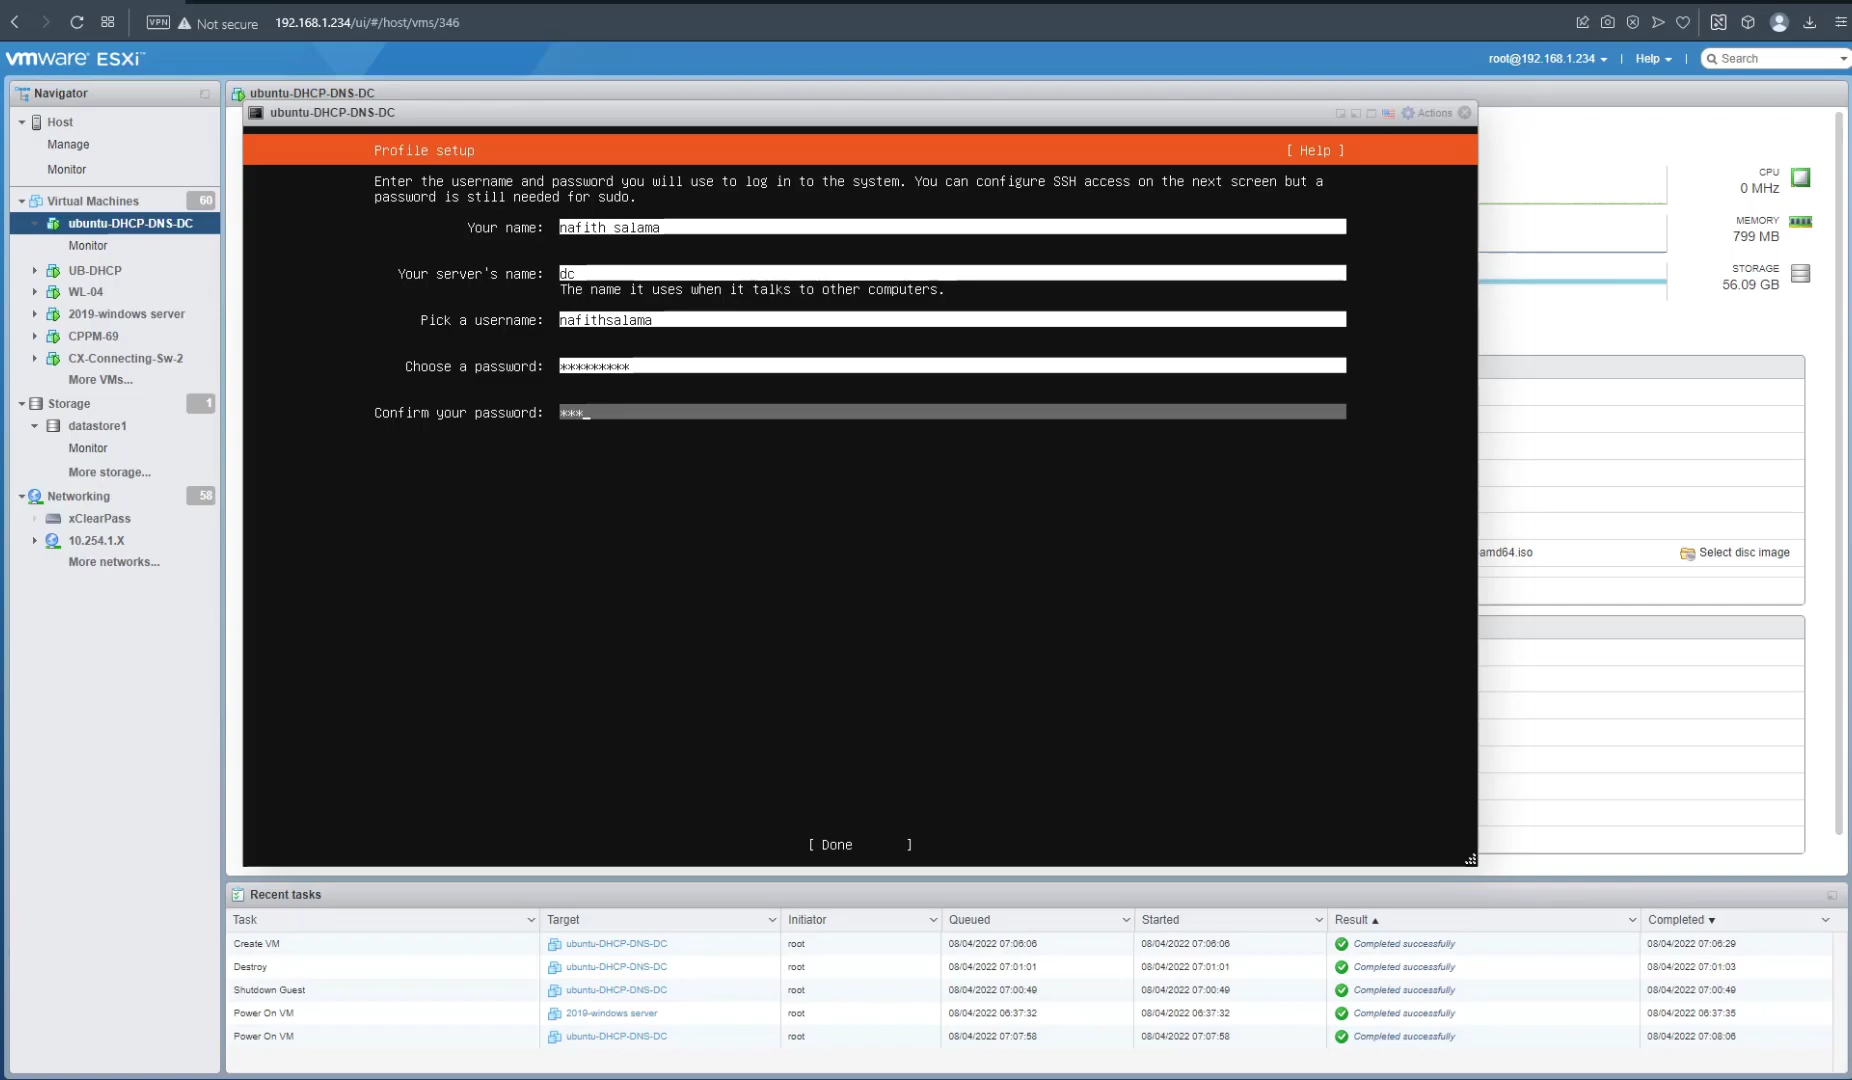 VPN Not secure 192.168.1.234/ui/#/host/vms/346
vmware ESXi™
root@192.168.1.234 | Help | Search
Navigator
Host
Manage
Monitor
Virtual Machines 60
ubuntu-DHCP-DNS-DC
Monitor
UB-DHCP
WL-04
2019-windows server
CPPM-69
CX-Connecting-Sw-2
More VMs...
Storage 1
datastore1
Monitor
More storage...
Networking 58
xClearPass
10.254.1.X
More networks...
ubuntu-DHCP-DNS-DC
ubuntu-DHCP-DNS-DC
Actions
Profile setup [ Help ]
Enter the username and password you will use to log in to the system. You can configure SSH access on the next screen but a
password is still needed for sudo.
Your name: nafith salama
Your server's name: dc
The name it uses when it talks to other computers.
Pick a username: nafithsalama
Choose a password: *********
Confirm your password: ***_
[ Done ]
CPU
0 MHz
MEMORY
799 MB
STORAGE
56.09 GB
amd64.iso Select disc image
Recent tasks
Task Target Initiator Queued Started Result ▲ Completed ▼
Create VM ubuntu-DHCP-DNS-DC root 08/04/2022 07:06:06 08/04/2022 07:06:06 Completed successfully 08/04/2022 07:06:29
Destroy ubuntu-DHCP-DNS-DC root 08/04/2022 07:01:01 08/04/2022 07:01:01 Completed successfully 08/04/2022 07:01:03
Shutdown Guest ubuntu-DHCP-DNS-DC root 08/04/2022 07:00:49 08/04/2022 07:00:49 Completed successfully 08/04/2022 07:00:49
Power On VM 2019-windows server root 08/04/2022 06:37:32 08/04/2022 06:37:32 Completed successfully 08/04/2022 06:37:35
Power On VM ubuntu-DHCP-DNS-DC root 08/04/2022 07:07:58 08/04/2022 07:07:58 Completed successfully 08/04/2022 07:08:06